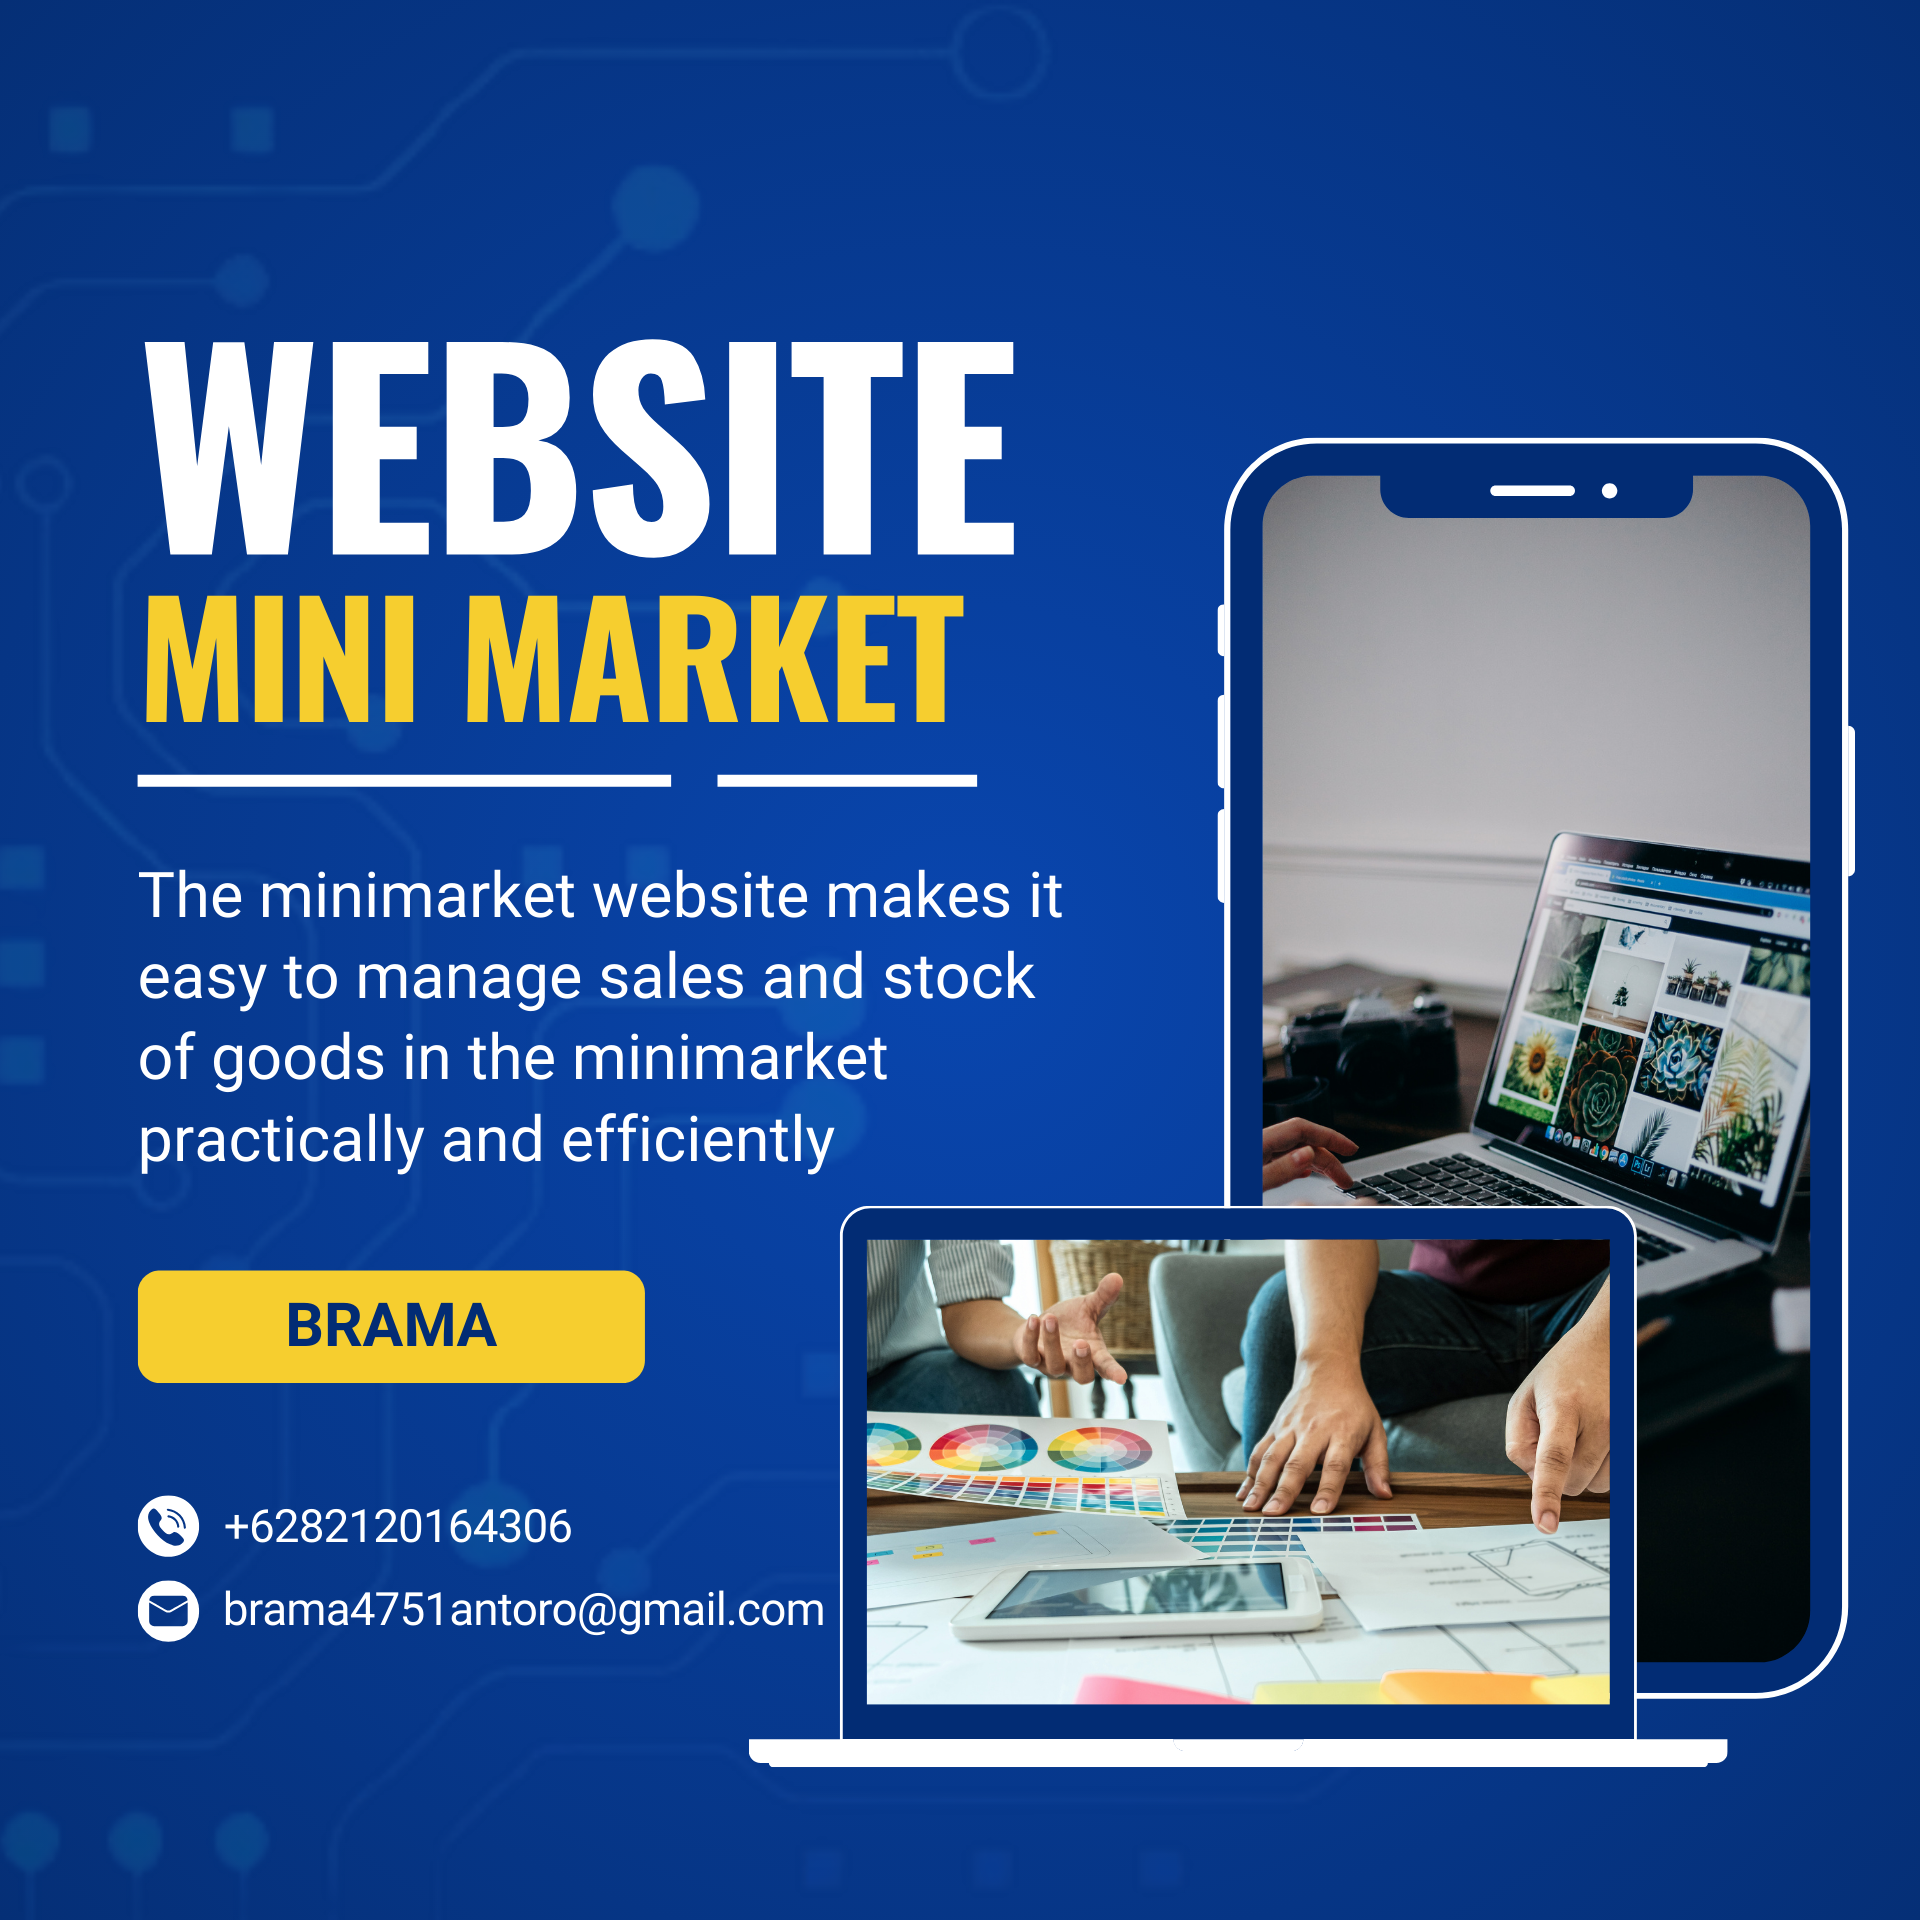 WEBSITE
MINI MARKET
The minimarket website makes it
easy to manage sales and stock
of goods in the minimarket
practically and efficiently
BRAMA
+6282120164306
brama4751antoro@gmail.com